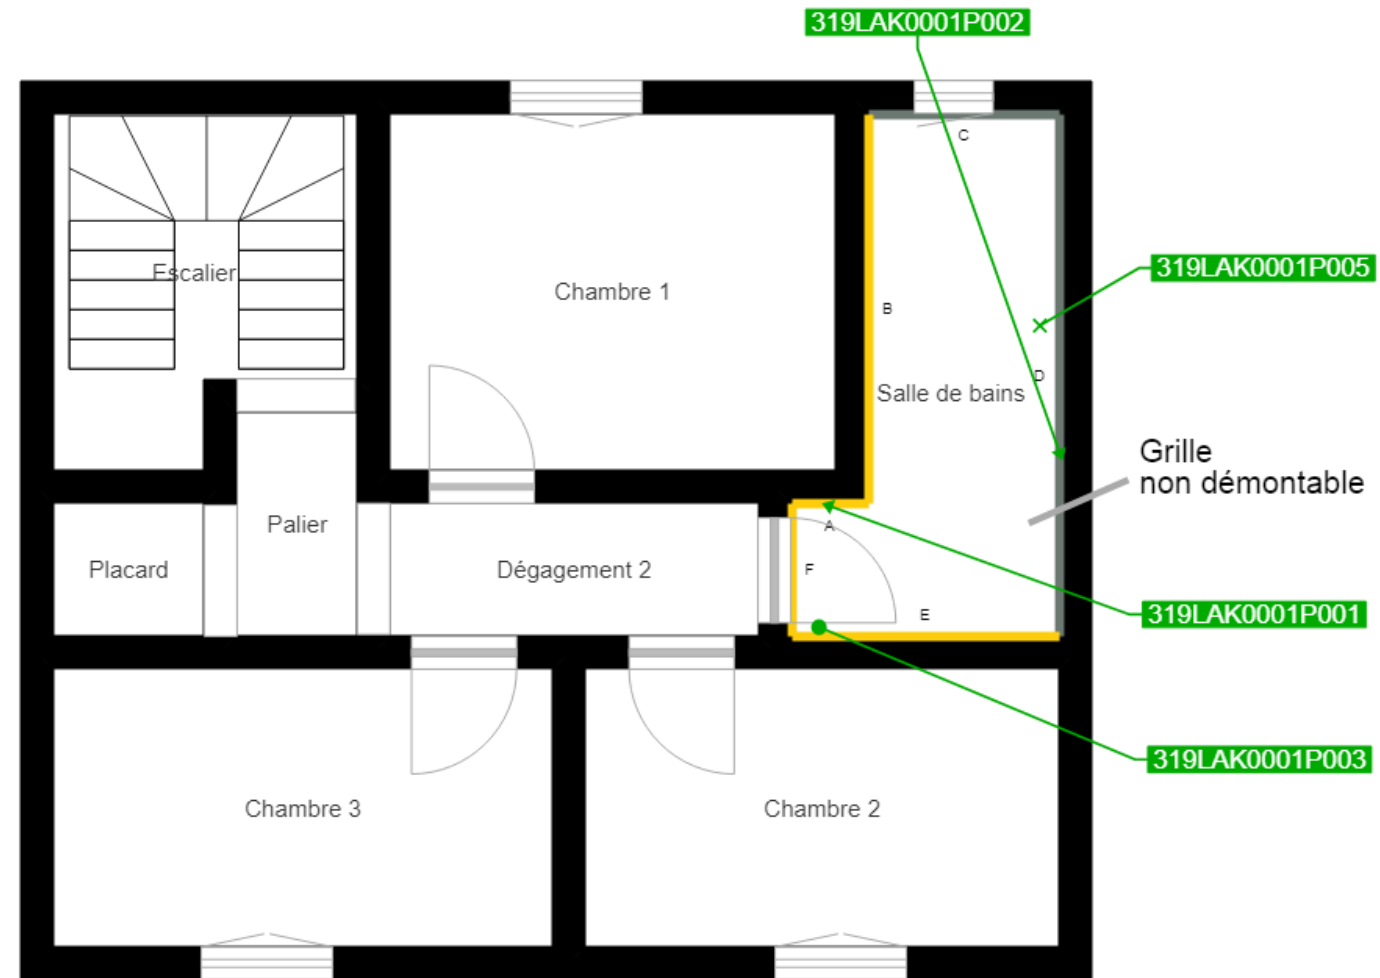 319LAK0001P002
C
319LAK0001P005
Escalier
Chambre 1
B
D
Salle de bains
Grille
non démontable
Palier
A
Placard
Dégagement 2
F
319LAK0001P001
E
319LAK0001P003
Chambre 3
Chambre 2